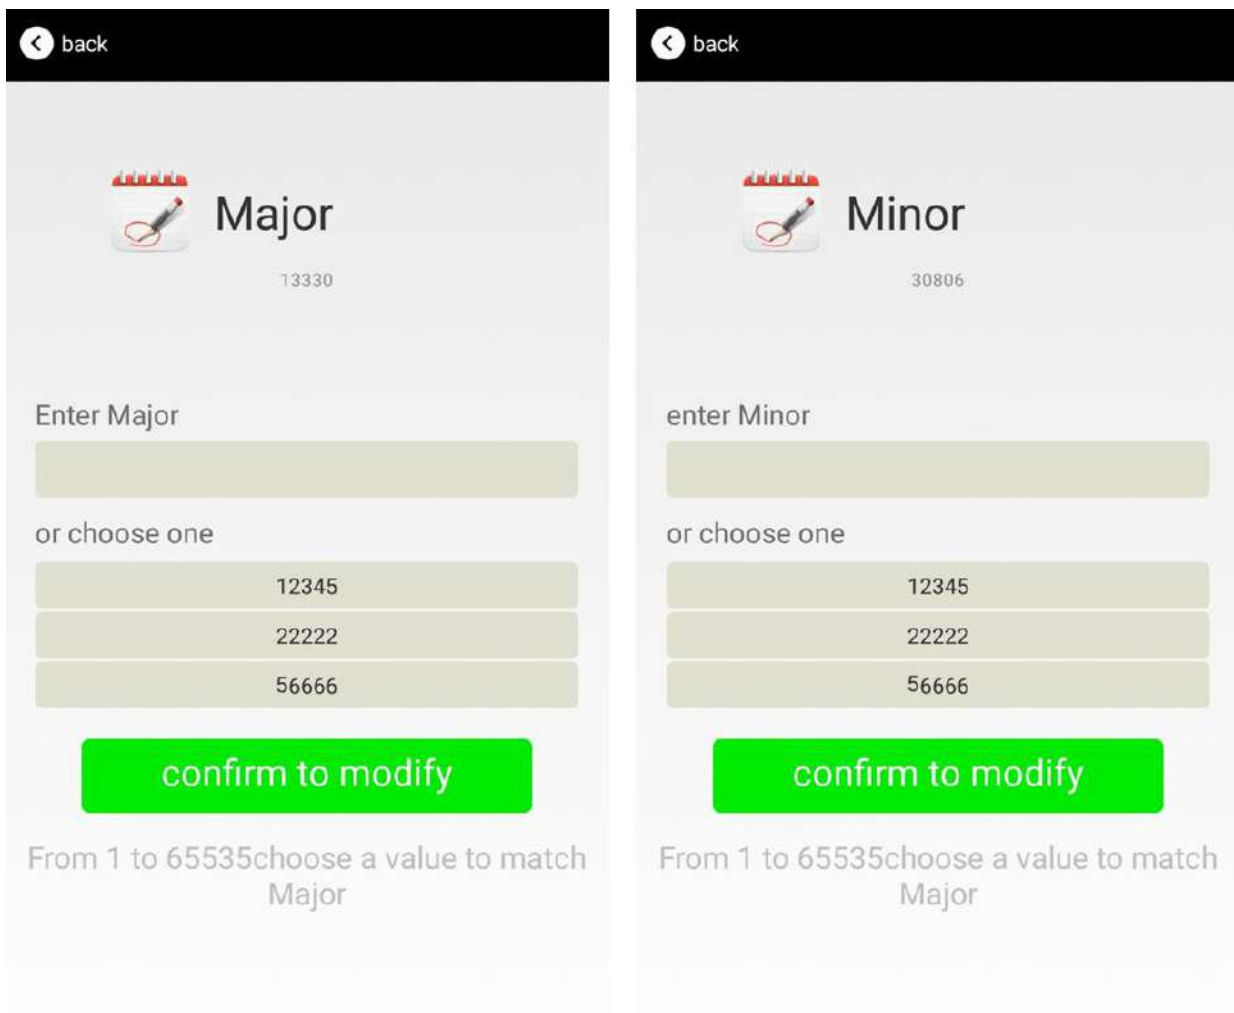 back
Major
13330
Enter Major
or choose one
12345
22222
56666
confirm to modify
From 1 to 65535choose a value to match
Major
back
Minor
30806
enter Minor
or choose one
12345
22222
56666
confirm to modify
From 1 to 65535choose a value to match
Major